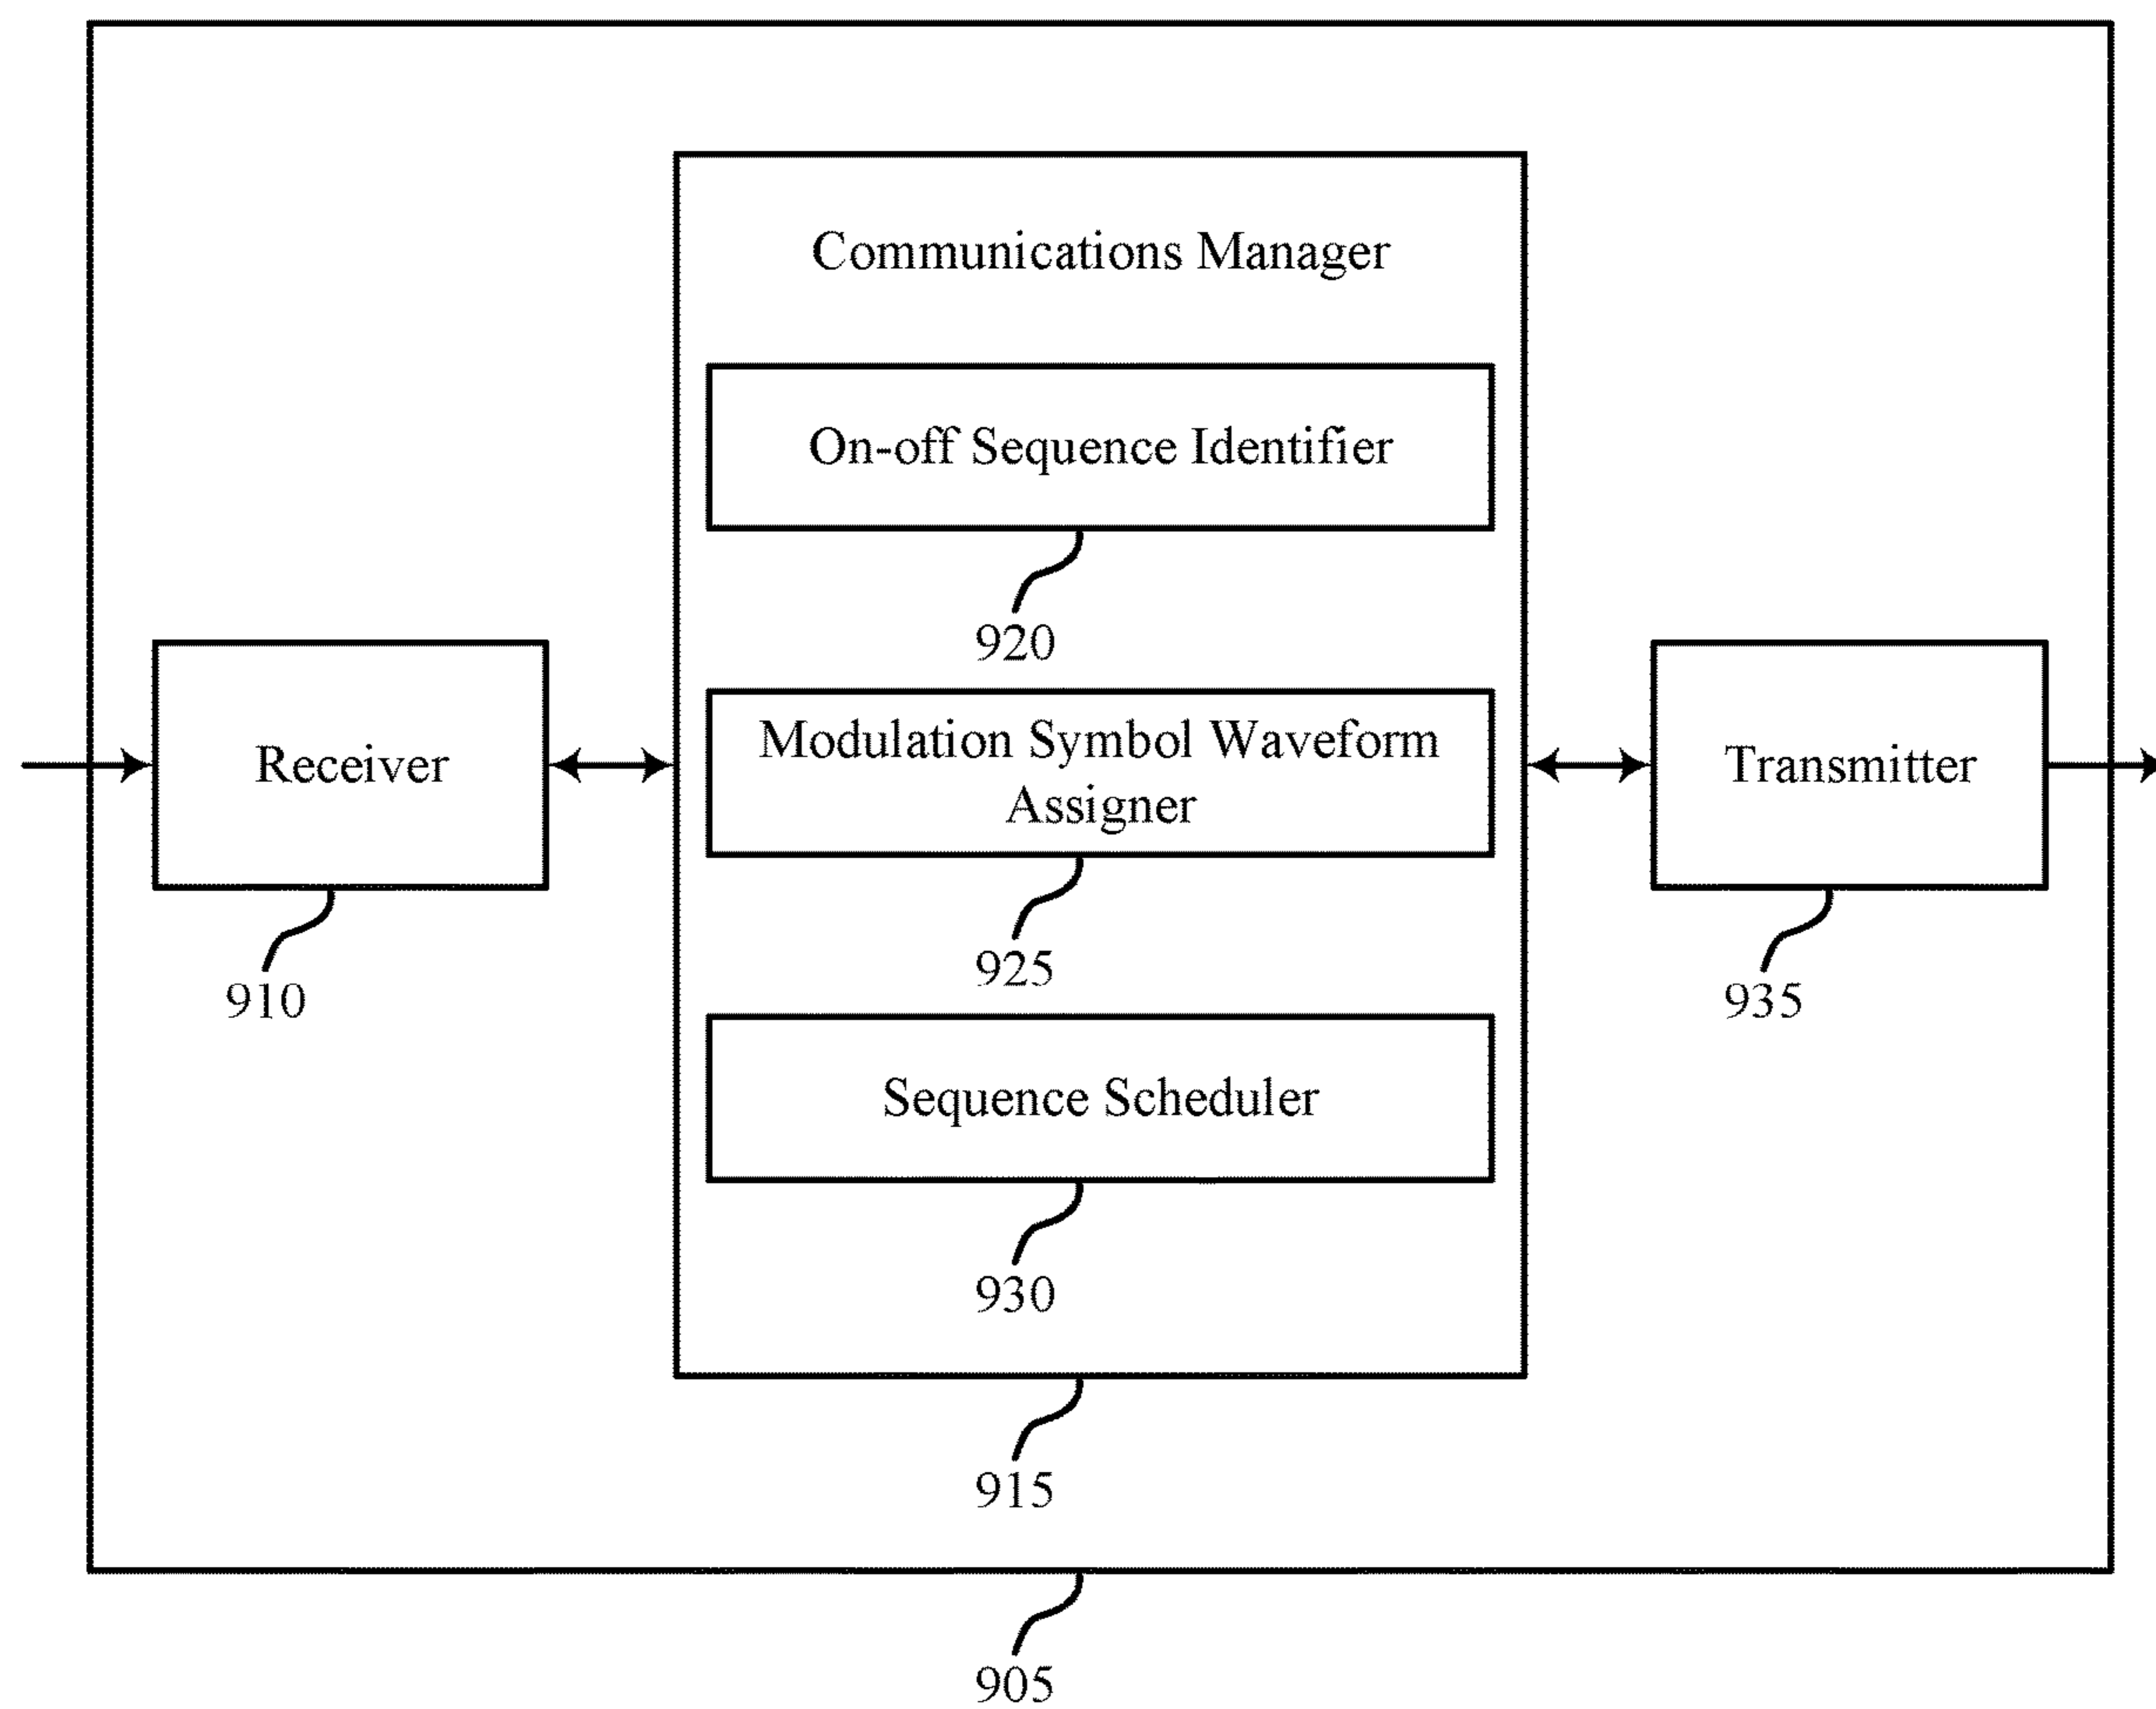 Communications Manager
On-off Sequence Identifier
920
Modulation Symbol Waveform
Assigner
925
Sequence Scheduler
930
915
Receiver
910
Transmitter
935
905